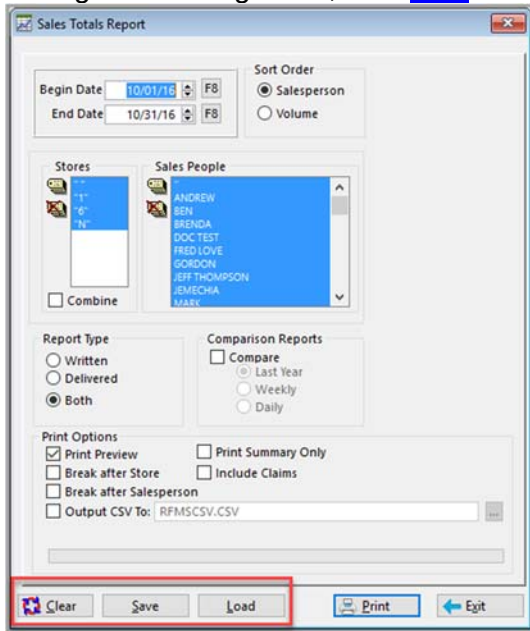 Sales Totals Report
Sort Order
Begin Date 10/01/16 F8
Salesperson
End Date 10/31/16 F8
Volume
Stores
Sales People
" "
"1"
"6"
"N"
Combine
ANDREW
BEN
BRENDA
DOC TEST
FRED LOVE
GORDON
JEFF THOMPSON
JEMECHIA
MARK
Report Type
Written
Delivered
Both
Comparison Reports
Compare
Last Year
Weekly
Daily
Print Options
Print Preview
Print Summary Only
Break after Store
Include Claims
Break after Salesperson
Output CSV To: RFMSCSV.CSV ...
Clear Save Load Print Exit